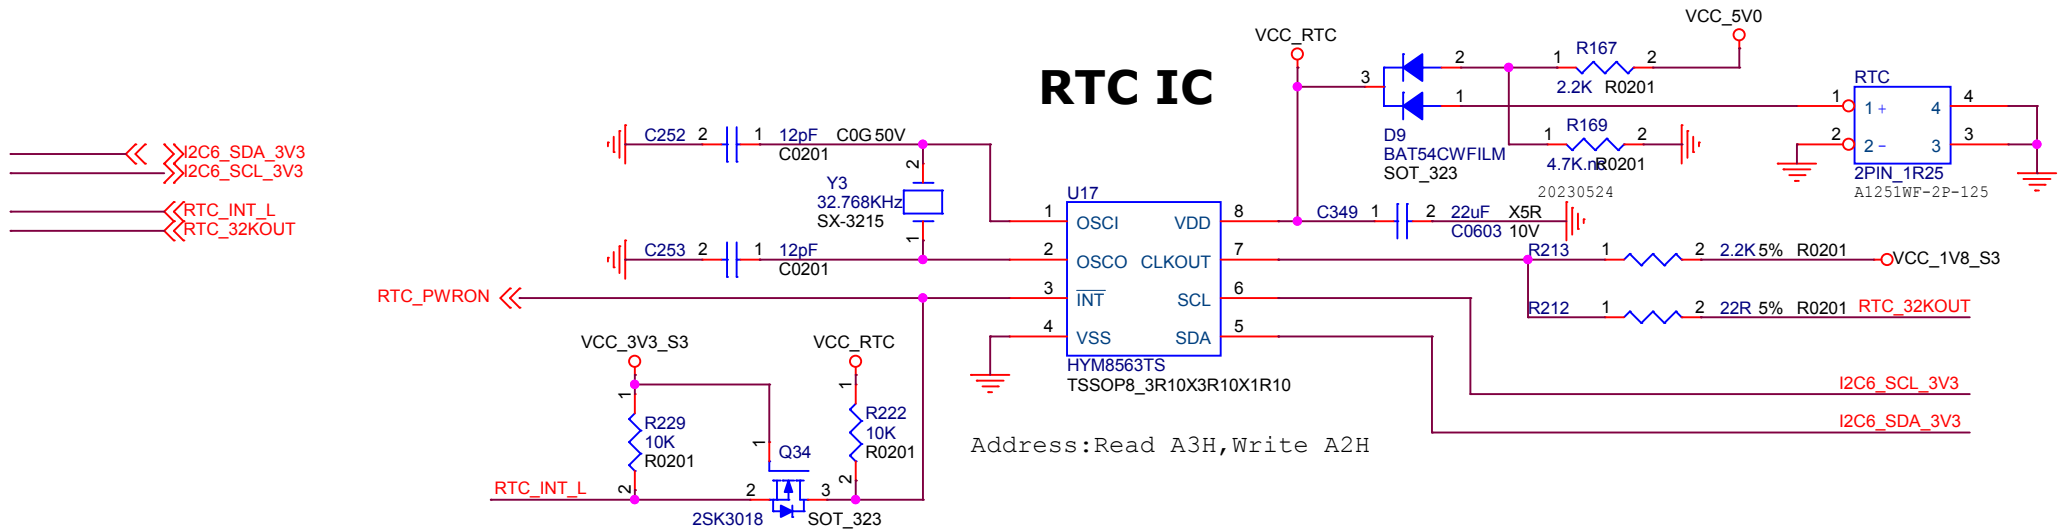 RTC IC
I2C6_SDA_3V3
I2C6_SCL_3V3
RTC_INT_L
RTC_32KOUT
C252 2 1 12pF C0G 50V
C0201
2
Y3
32.768KHz
SX-3215
1
C253 2 1 12pF
C0201
RTC_PWRON
VCC_3V3_S3
1
R229
10K
R0201
2
RTC_INT_L
VCC_RTC
1
R222
10K
R0201
2
1
Q34
2 3
2SK3018 SOT_323
U17
1 OSCI VDD 8
2 OSCO CLKOUT 7
3 INT SCL 6
4 VSS SDA 5
HYM8563TS
TSSOP8_3R10X3R10X1R10
Address:Read A3H,Write A2H
VCC_RTC
3
2
1
D9
BAT54CWFILM
SOT_323
VCC_5V0
1 R167 2
2.2K R0201
1 R169 2
4.7K R0201
20230524
RTC
1 1 + 4 4
2 2 - 3 3
2PIN_1R25
A1251WF-2P-125
C349 1 2 22uF X5R
C0603 10V
R213 1 2 2.2K 5% R0201 VCC_1V8_S3
R212 1 2 22R 5% R0201 RTC_32KOUT
I2C6_SCL_3V3
I2C6_SDA_3V3